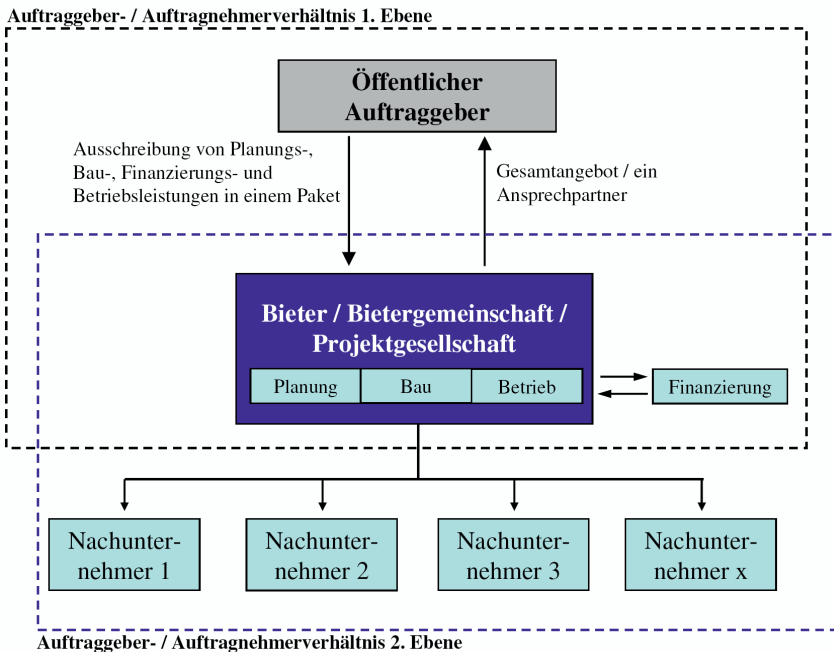 Auftraggeber- / Auftragnehmerverhältnis 1. Ebene
Öffentlicher
Auftraggeber
Ausschreibung von Planungs-,
Bau-, Finanzierungs- und
Betriebsleistungen in einem Paket
Gesamtangebot / ein
Ansprechpartner
Bieter / Bietergemeinschaft /
Projektgesellschaft
Planung
Bau
Betrieb
Finanzierung
Nachunter-
nehmer 1
Nachunter-
nehmer 2
Nachunter-
nehmer 3
Nachunter-
nehmer x
Auftraggeber- / Auftragnehmerverhältnis 2. Ebene